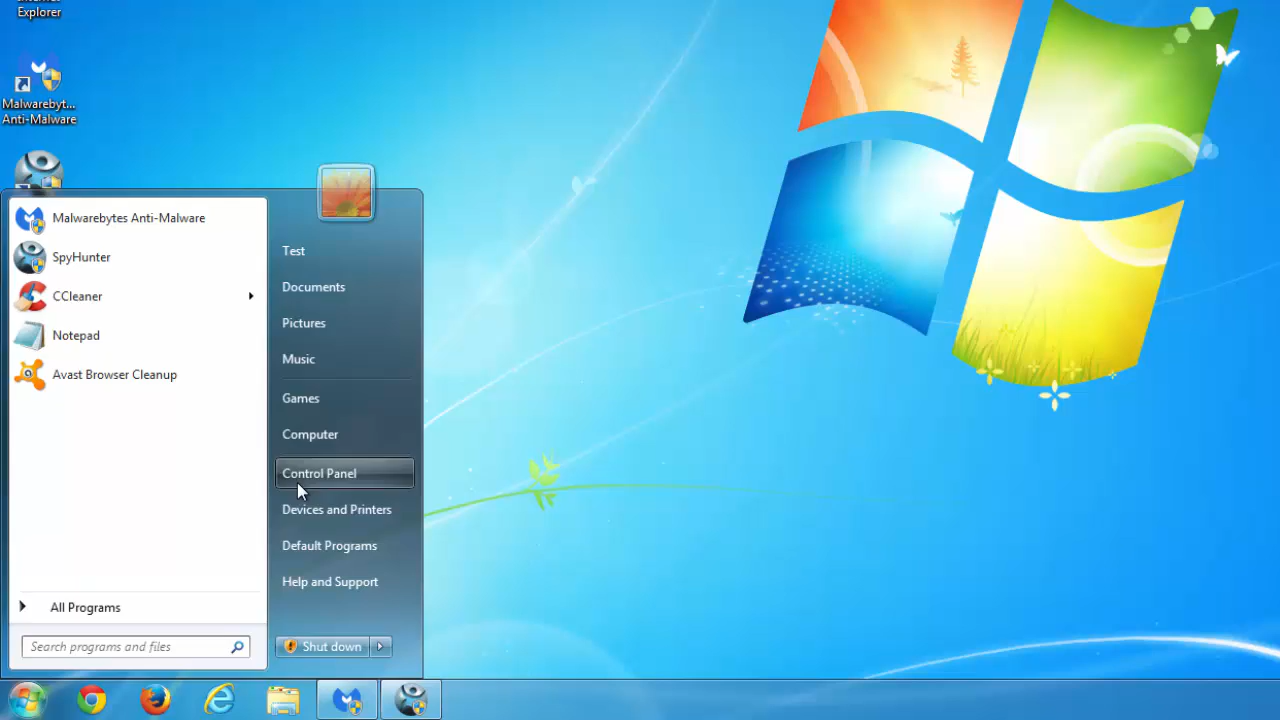 Explorer
Malwarebyt...
Anti-Malware
Malwarebytes Anti-Malware
SpyHunter
CCleaner
Notepad
Avast Browser Cleanup
All Programs
Search programs and files
Test
Documents
Pictures
Music
Games
Computer
Control Panel
Devices and Printers
Default Programs
Help and Support
Shut down